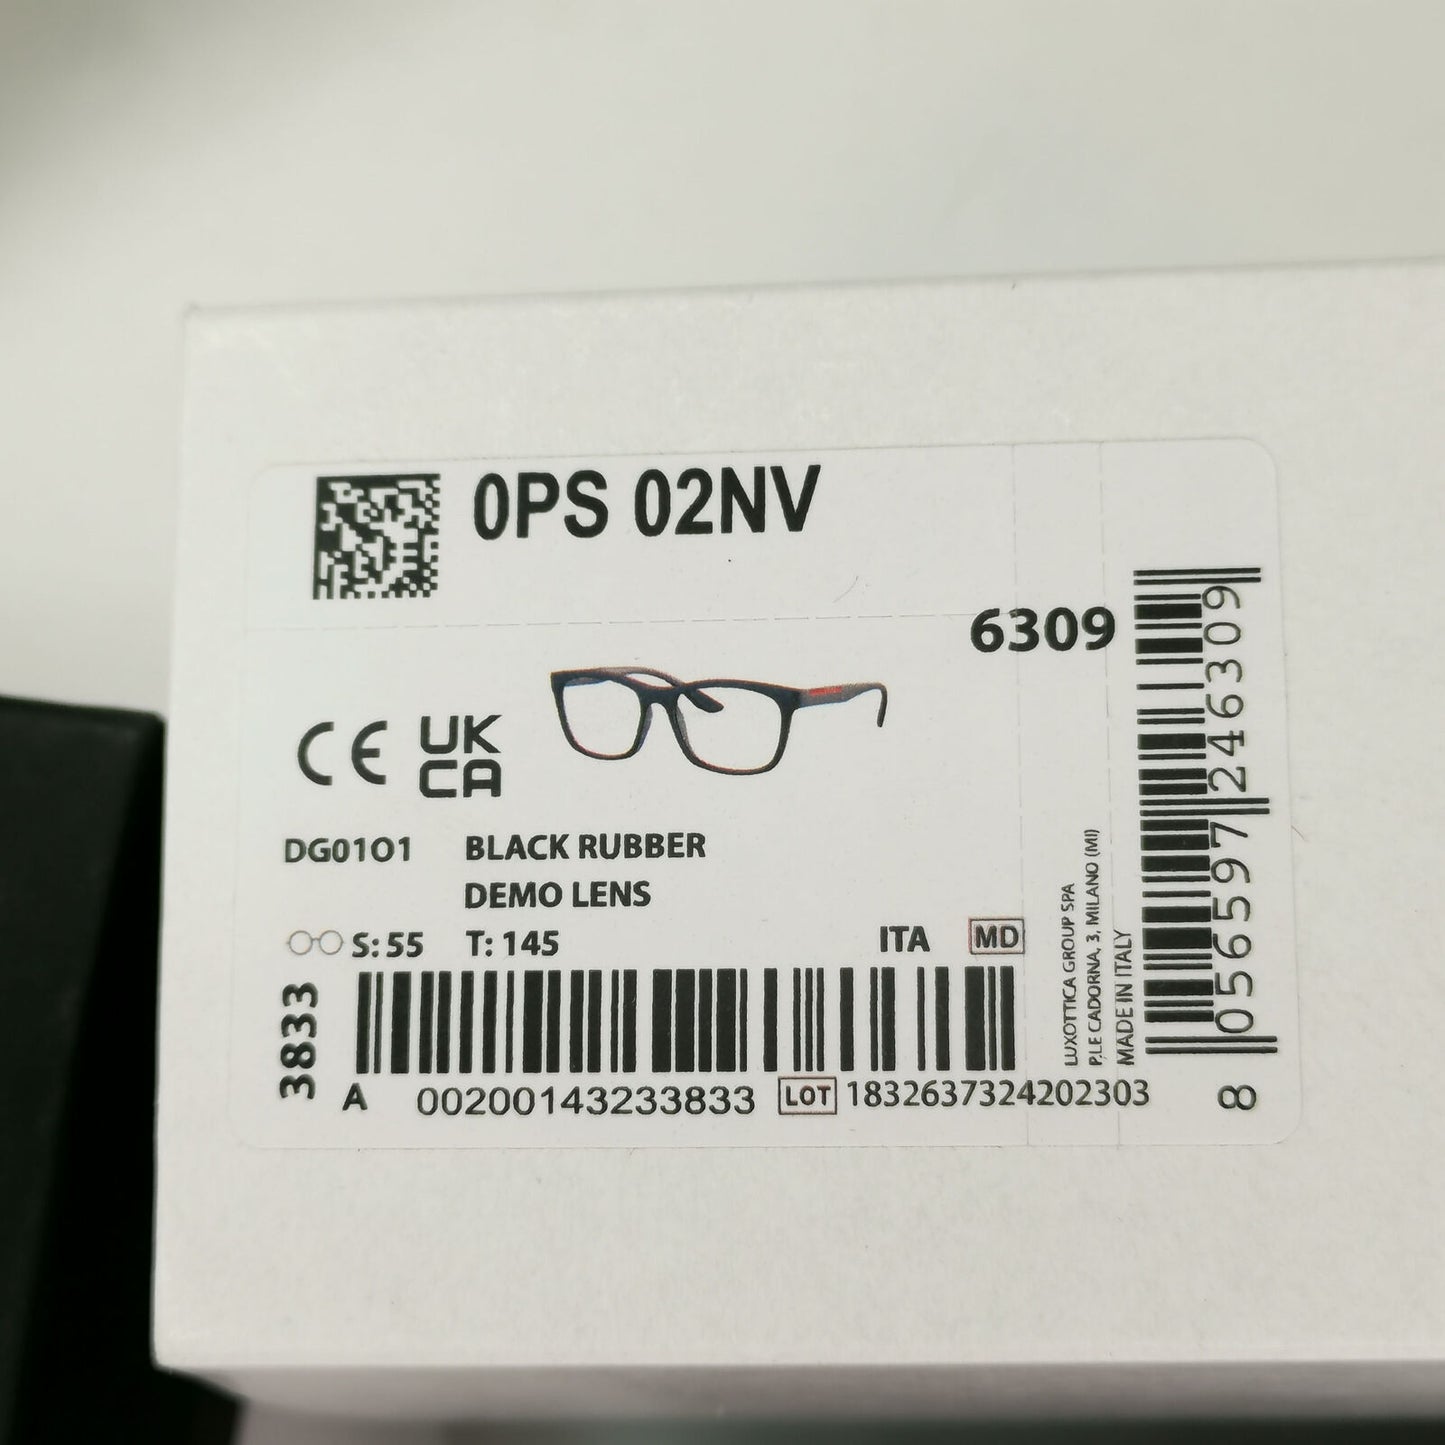 0PS 02NV
6309
CE UK
CA
DG01O1 BLACK RUBBER
DEMO LENS
S: 55 T: 145 ITA MD
3833
A 00200143233833 LOT 1832637324202303
LUXOTTICA GROUP SPA
P.LE CADORNA, 3, MILANO (MI)
MADE IN ITALY
8 056597 246309